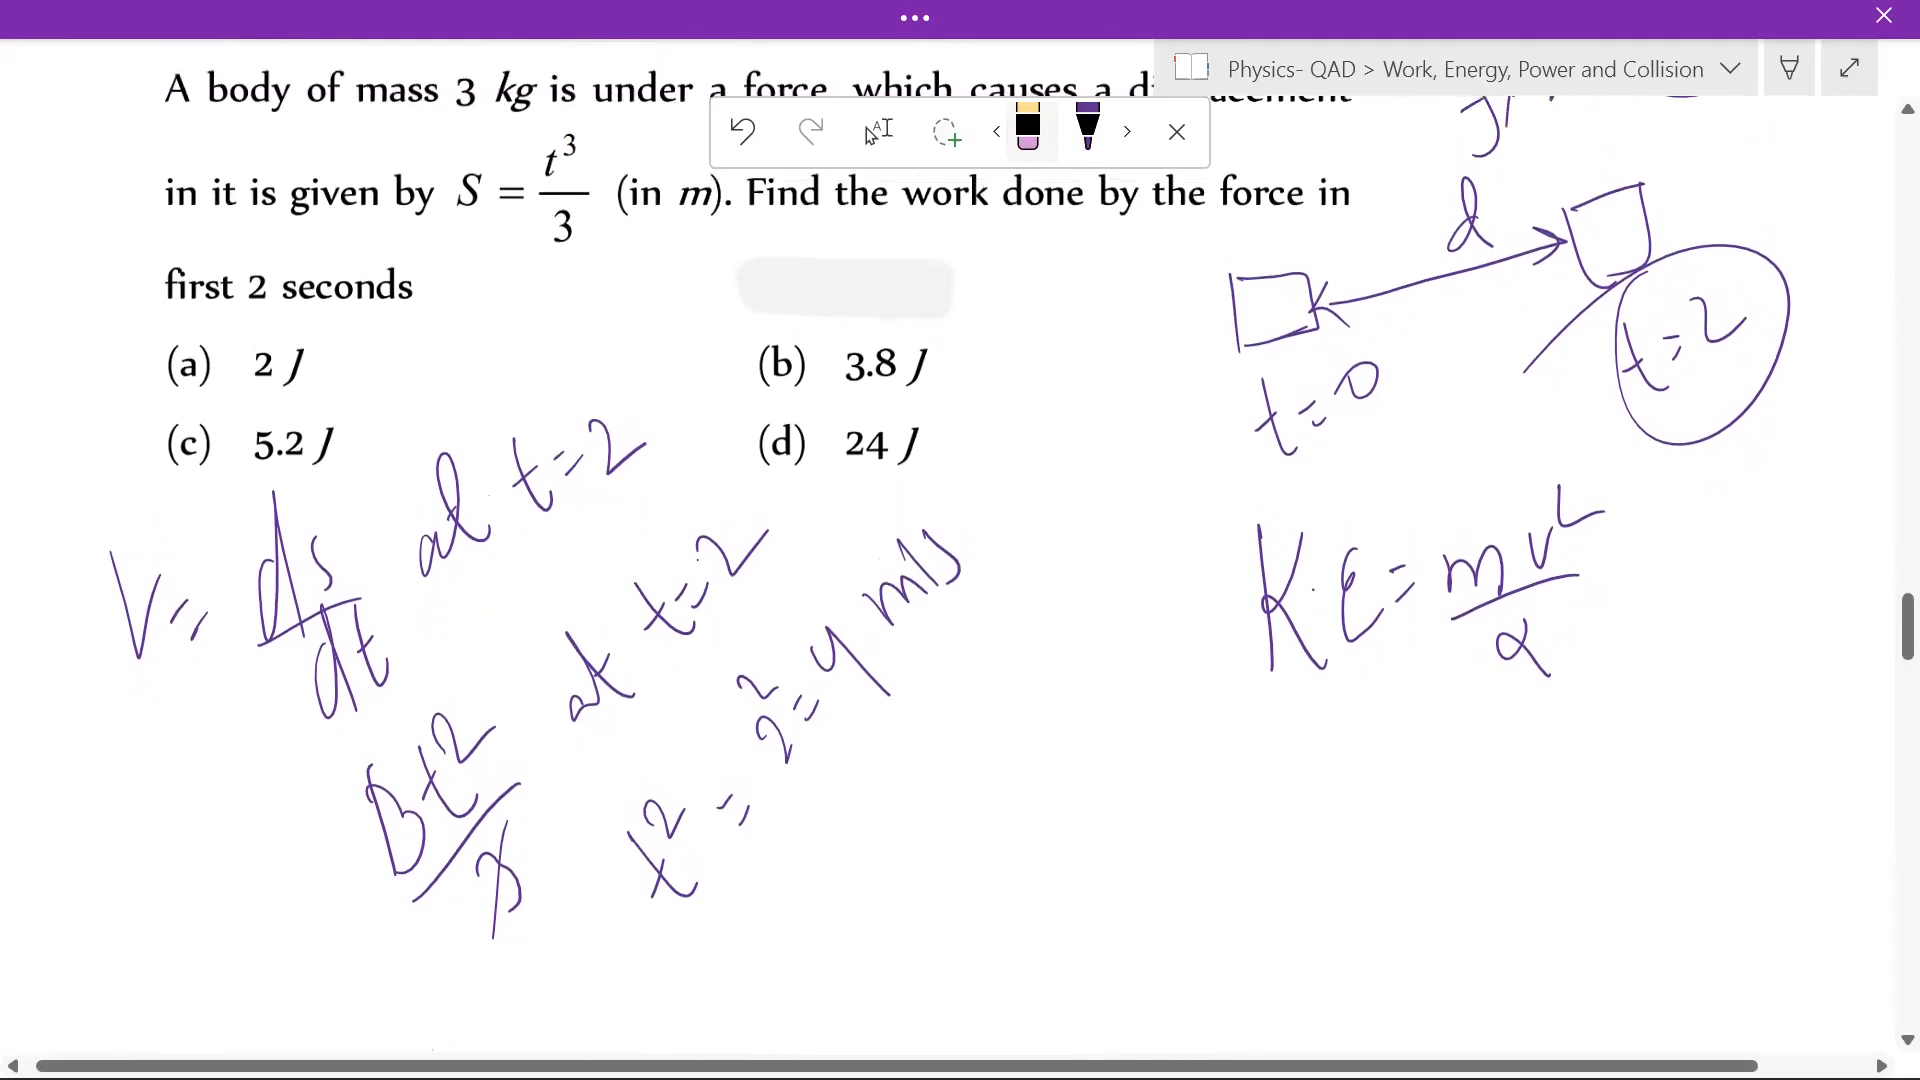 Physics- QAD > Work, Energy, Power and Collision
A body of mass 3 kg is under a force, which causes a
in it is given by S = t³/3 (in m). Find the work done by the force in
first 2 seconds
(a) 2 J
(b) 3.8 J
(c) 5.2 J
(d) 24 J
d
t=0
t=2
V= ds/dt at t=2
3t²/3 at t=2
t² = 2² = 4 m/s
K.E = mv²/2